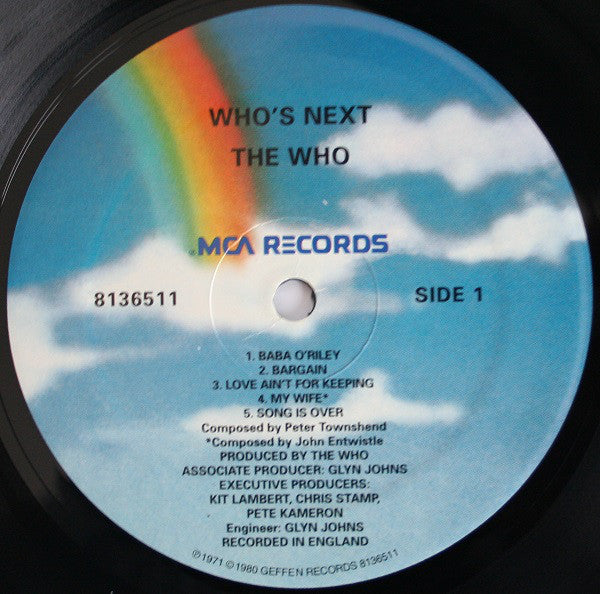 WHO'S NEXT
THE WHO
® MCA RECORDS
8136511
SIDE 1
1. BABA O'RILEY
2. BARGAIN
3. LOVE AIN'T FOR KEEPING
4. MY WIFE*
5. SONG IS OVER
Composed by Peter Townshend
*Composed by John Entwistle
PRODUCED BY THE WHO
ASSOCIATE PRODUCER: GLYN JOHNS
EXECUTIVE PRODUCERS:
KIT LAMBERT, CHRIS STAMP,
PETE KAMERON
Engineer: GLYN JOHNS
RECORDED IN ENGLAND
℗1971 ©1980 GEFFEN RECORDS 8136511